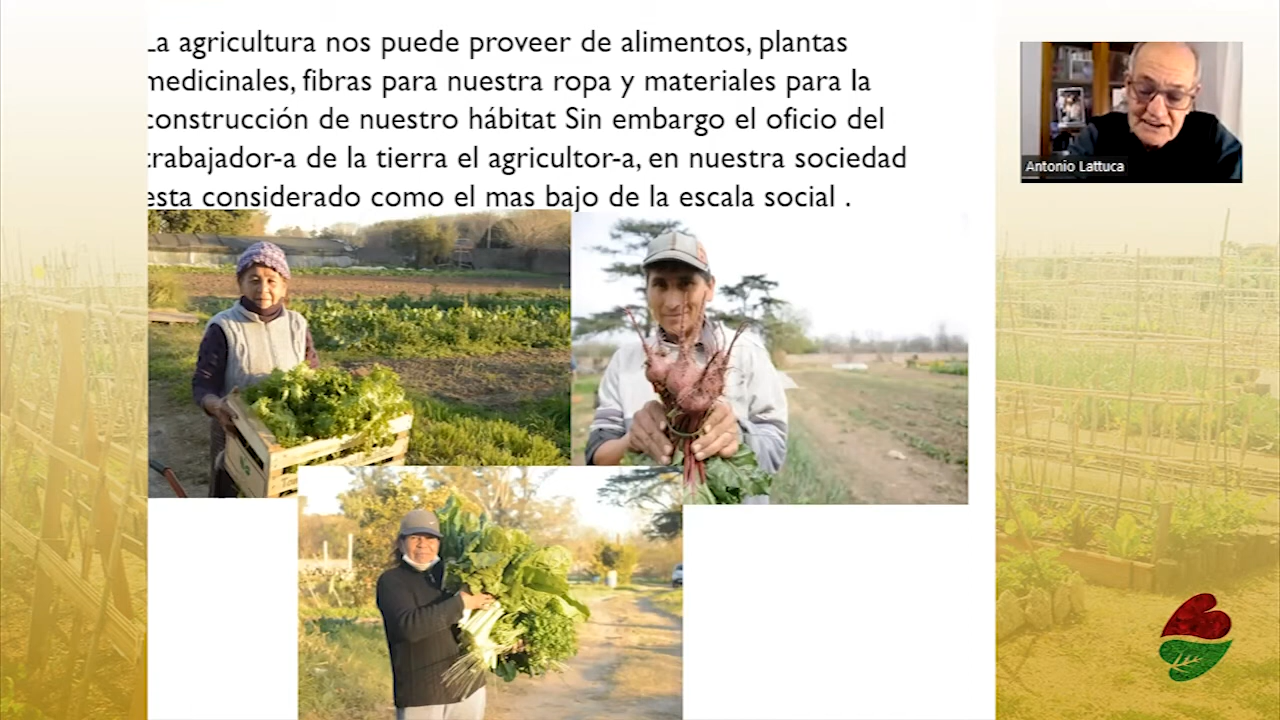 La agricultura nos puede proveer de alimentos, plantas
medicinales, fibras para nuestra ropa y materiales para la
construcción de nuestro hábitat Sin embargo el oficio del
trabajador-a de la tierra el agricultor-a, en nuestra sociedad
esta considerado como el mas bajo de la escala social .
Antonio Lattuca